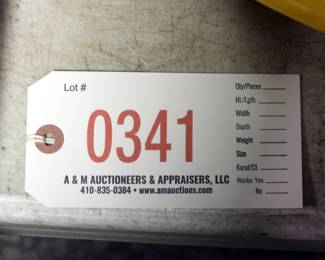 Lot #
0341
A & M AUCTIONEERS & APPRAISERS, LLC
410-835-0384 • www.amauctions.com
Qty/Pieces
Ht./Lgth.
Width
Depth
Weight
Size
Karat/Ct
Works: Yes
No